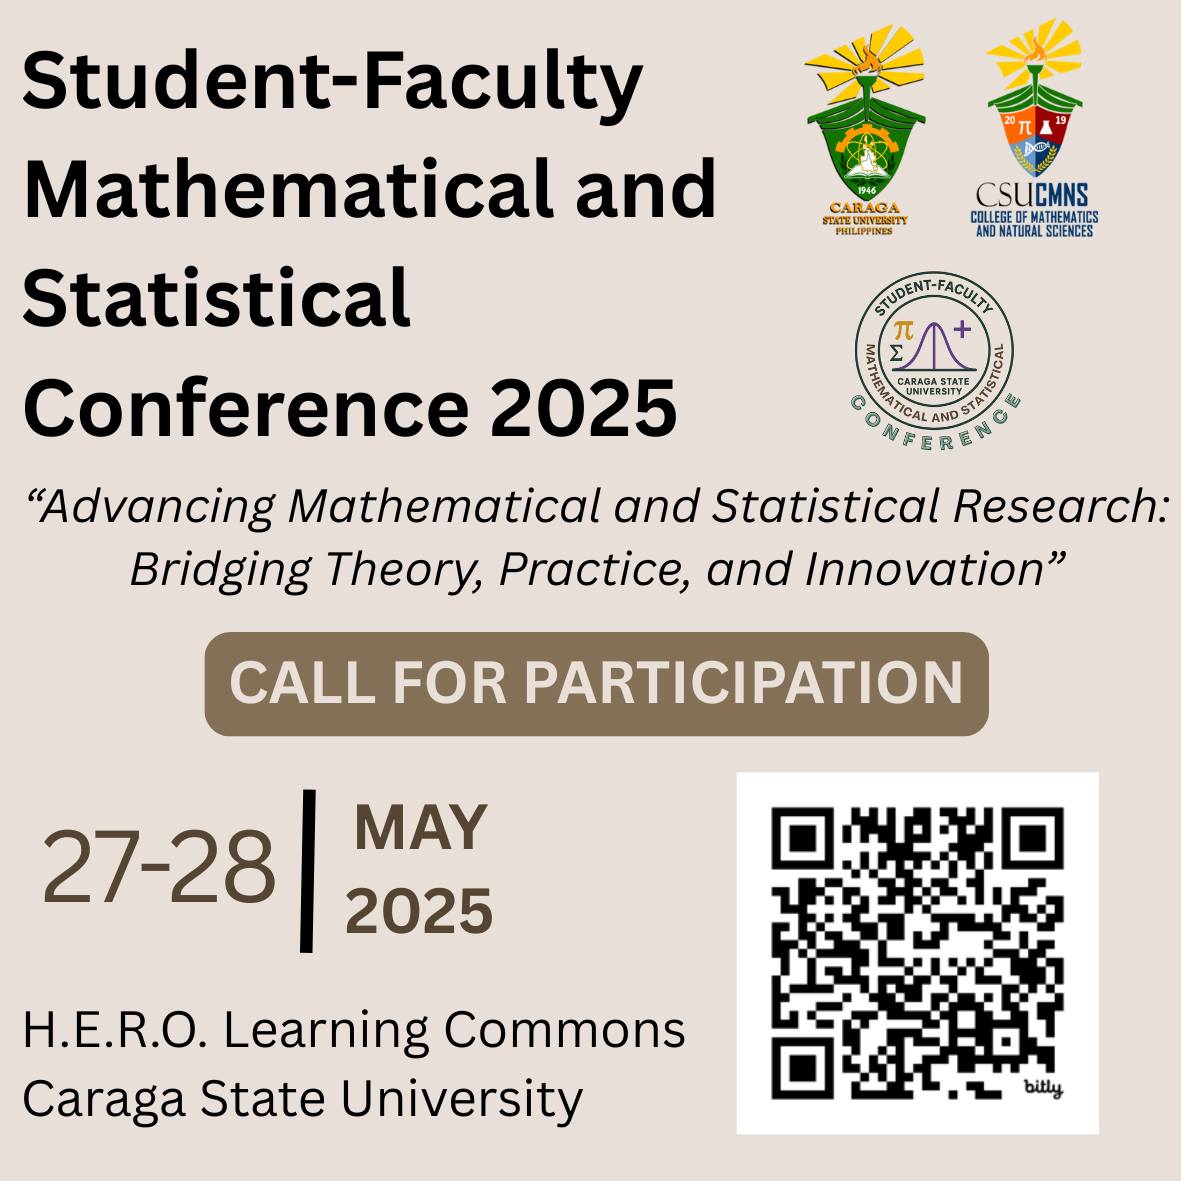 Student-Faculty
Mathematical and
Statistical
Conference 2025
1946
CARAGA
STATE UNIVERSITY
PHILIPPINES
20 π 19
CSUCMNS
COLLEGE OF MATHEMATICS
AND NATURAL SCIENCES
STUDENT-FACULTY
π +
Σ
CARAGA STATE
UNIVERSITY
MATHEMATICAL AND STATISTICAL
CONFERENCE
“Advancing Mathematical and Statistical Research:
Bridging Theory, Practice, and Innovation”
CALL FOR PARTICIPATION
27-28
MAY
2025
H.E.R.O. Learning Commons
Caraga State University
bitly